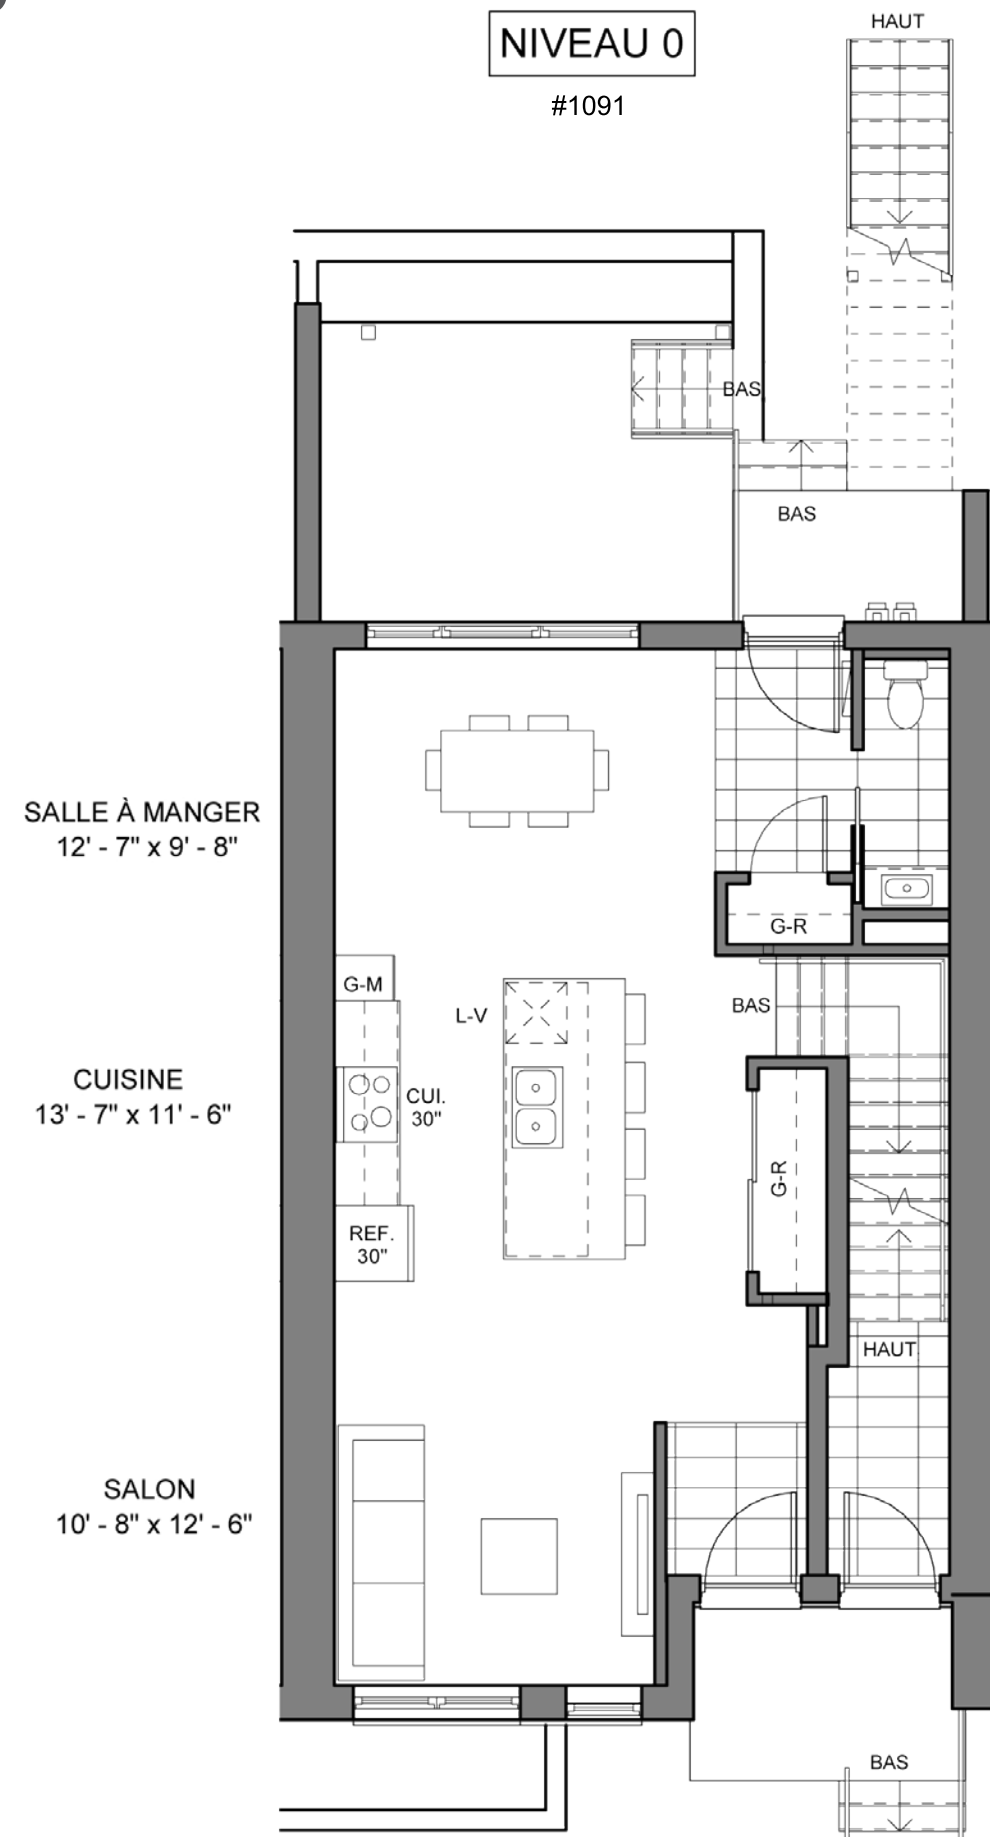 NIVEAU 0
#1091
HAUT
BAS
BAS
SALLE À MANGER
12' - 7" x 9' - 8"
G-R
G-M
L-V
BAS
CUISINE
13' - 7" x 11' - 6"
CUI.
30"
G-R
REF.
30"
HAUT
SALON
10' - 8" x 12' - 6"
BAS